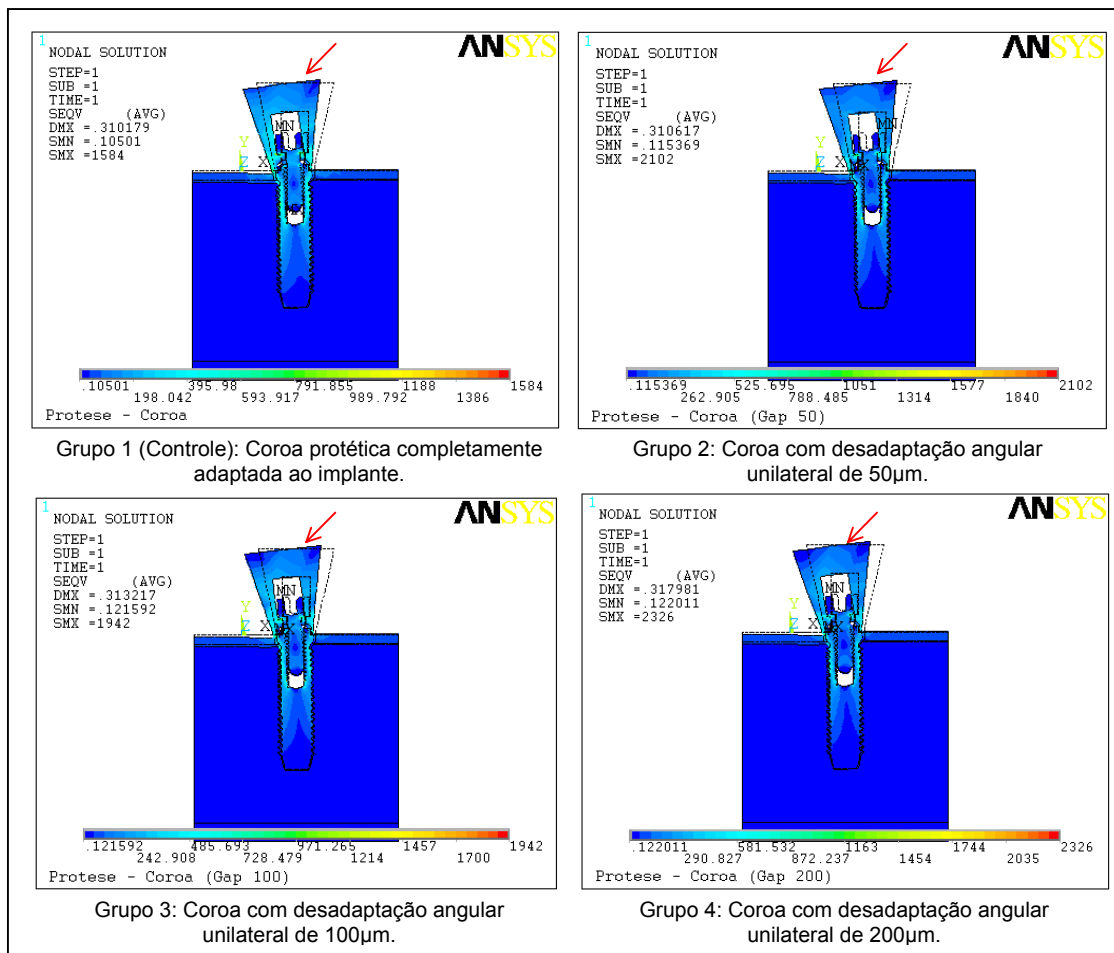 1
NODAL SOLUTION
ANSYS
STEP=1
SUB =1
TIME=1
SEQV (AVG)
DMX =.310179
SMN =.10501
SMX =1584
MN
Y
Z X
.10501 395.98 791.855 1188 1584
198.042 593.917 989.792 1386
Protese - Coroa
Grupo 1 (Controle): Coroa protética completamente
adaptada ao implante.
1
NODAL SOLUTION
ANSYS
STEP=1
SUB =1
TIME=1
SEQV (AVG)
DMX =.310617
SMN =.115369
SMX =2102
MN
Y
Z X
.115369 525.695 1051 1577 2102
262.905 788.485 1314 1840
Protese - Coroa (Gap 50)
Grupo 2: Coroa com desadaptação angular
unilateral de 50µm.
1
NODAL SOLUTION
ANSYS
STEP=1
SUB =1
TIME=1
SEQV (AVG)
DMX =.313217
SMN =.121592
SMX =1942
MN
Y
Z X
.121592 485.693 971.265 1457 1942
242.908 728.479 1214 1700
Protese - Coroa (Gap 100)
Grupo 3: Coroa com desadaptação angular
unilateral de 100µm.
1
NODAL SOLUTION
ANSYS
STEP=1
SUB =1
TIME=1
SEQV (AVG)
DMX =.317981
SMN =.122011
SMX =2326
MN
Y
Z X
.122011 581.532 1163 1744 2326
290.827 872.237 1454 2035
Protese - Coroa (Gap 200)
Grupo 4: Coroa com desadaptação angular
unilateral de 200µm.